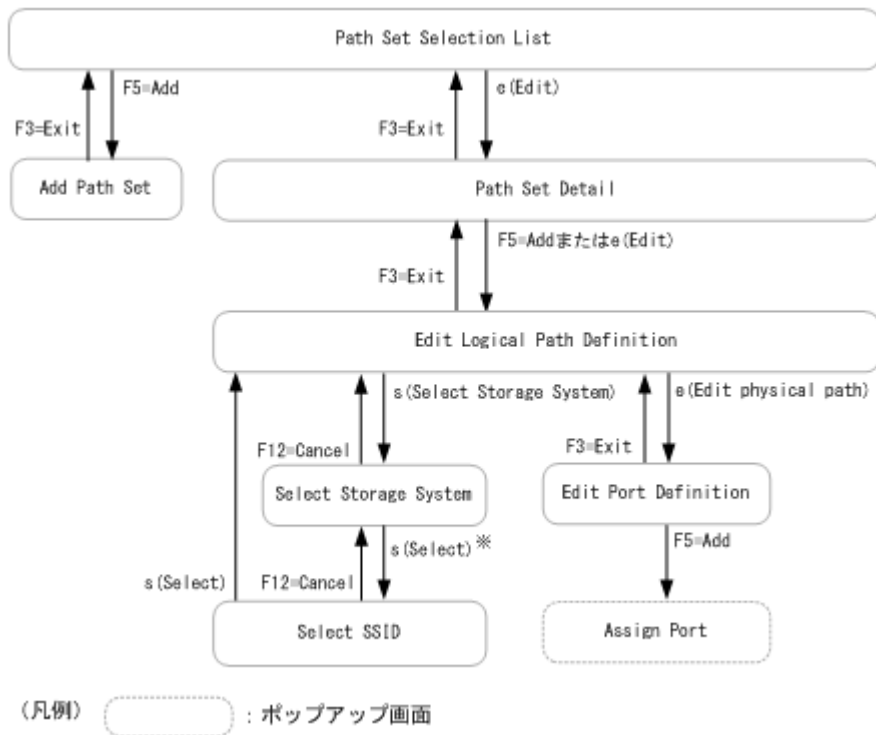 Path Set Selection List
F5=Add
e(Edit)
F3=Exit
F3=Exit
Add Path Set
Path Set Detail
F5=Addまたはe(Edit)
F3=Exit
Edit Logical Path Definition
s(Select Storage System)
e(Edit physical path)
F12=Cancel
F3=Exit
Select Storage System
Edit Port Definition
s(Select)※
F5=Add
s(Select)
F12=Cancel
Select SSID
Assign Port
(凡例)
:ポップアップ画面